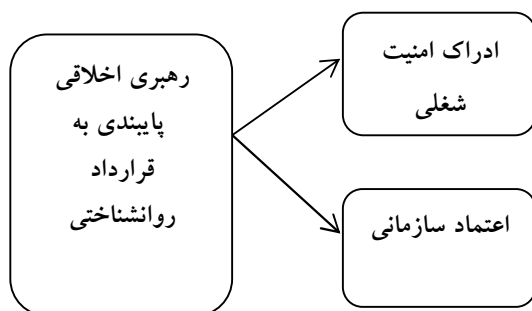 رهبری اخلاقی
پایبندی به
قرارداد
روانشناختی
ادراک امنیت
شغلی
اعتماد سازمانی